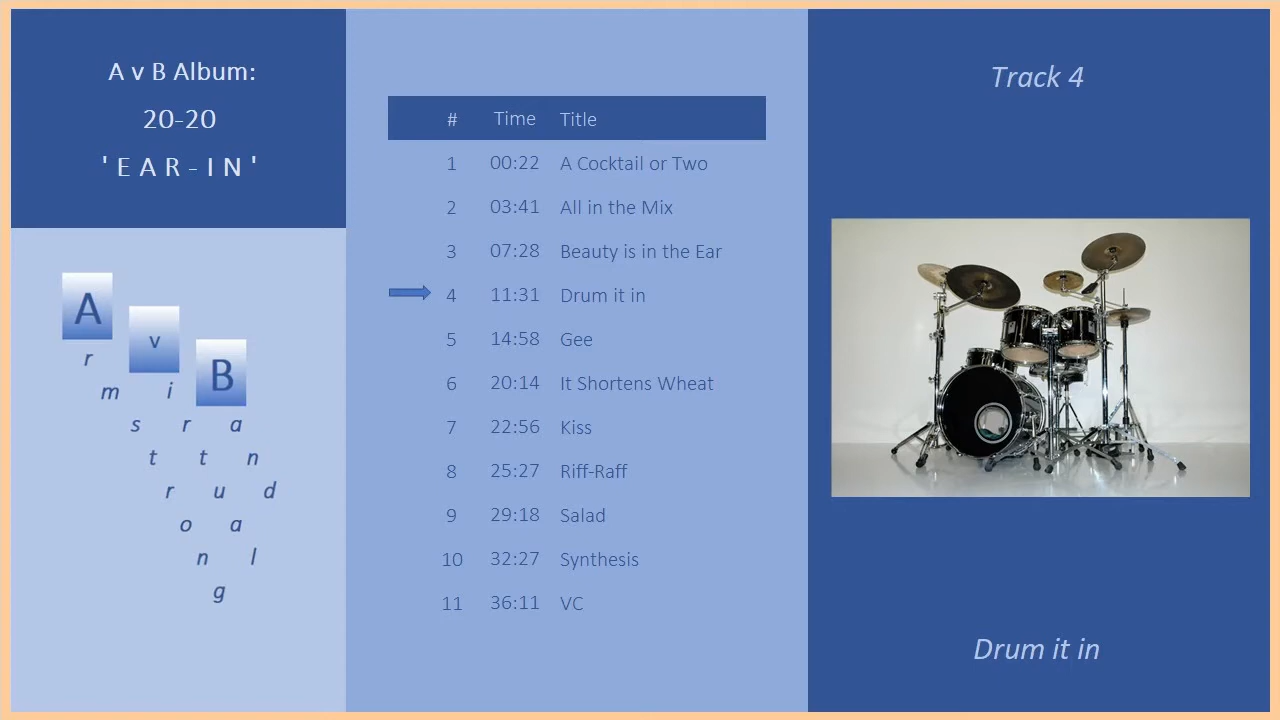 A v B Album:
20-20
'EAR-IN'
A
v
B
r
m i
s r a
t t n
r u d
o a
n l
g
# Time Title
1 00:22 A Cocktail or Two
2 03:41 All in the Mix
3 07:28 Beauty is in the Ear
4 11:31 Drum it in
5 14:58 Gee
6 20:14 It Shortens Wheat
7 22:56 Kiss
8 25:27 Riff-Raff
9 29:18 Salad
10 32:27 Synthesis
11 36:11 VC
Track 4
Drum it in